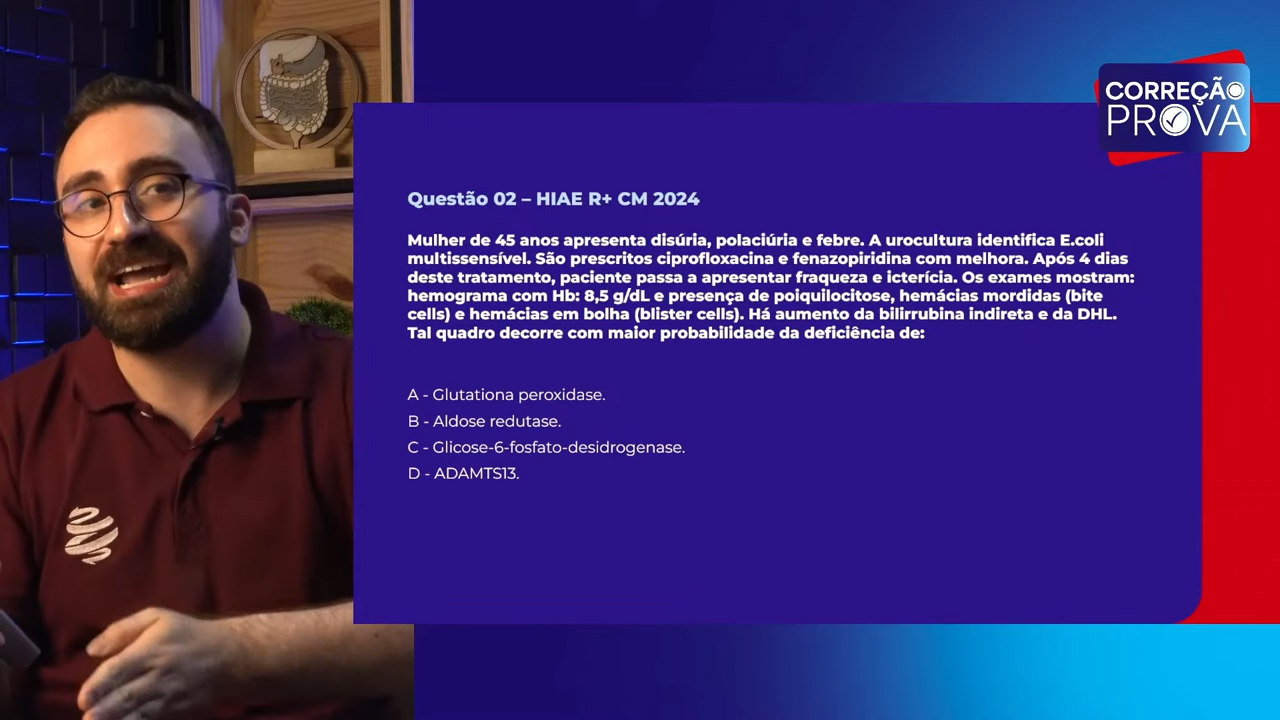 CORREÇÃO
PROVA
Questão 02 – HIAE R+ CM 2024
Mulher de 45 anos apresenta disúria, polaciúria e febre. A urocultura identifica E.coli
multissensível. São prescritos ciprofloxacina e fenazopiridina com melhora. Após 4 dias
deste tratamento, paciente passa a apresentar fraqueza e icterícia. Os exames mostram:
hemograma com Hb: 8,5 g/dL e presença de poiquilocitose, hemácias mordidas (bite
cells) e hemácias em bolha (blister cells). Há aumento da bilirrubina indireta e da DHL.
Tal quadro decorre com maior probabilidade da deficiência de:
A - Glutationa peroxidase.
B - Aldose redutase.
C - Glicose-6-fosfato-desidrogenase.
D - ADAMTS13.